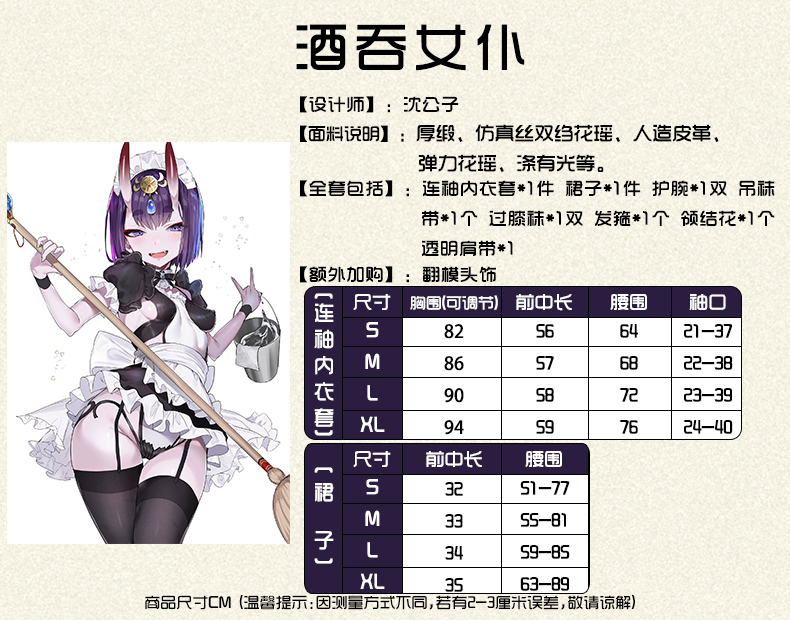 酒吞女仆
【设计师】：沈公子
【面料说明】：厚缎、仿真丝双绉花瑶、人造皮革、
弹力花瑶、涤有光等。
【全套包括】：连袖内衣套*1件 裙子*1件 护腕*1双 吊袜
带*1个 过膝袜*1双 发箍*1个 领结花*1个
透明肩带*1
【额外加购】：翻模头饰
【连袖内衣套】
尺寸 胸围(可调节) 前中长 腰围 袖口
S 82 56 64 21—37
M 86 57 68 22—38
L 90 58 72 23—39
XL 94 59 76 24—40
【裙子】
尺寸 前中长 腰围
S 32 51—77
M 33 55—81
L 34 59—85
XL 35 63—89
商品尺寸CM (温馨提示:因测量方式不同,若有2—3厘米误差,敬请谅解)